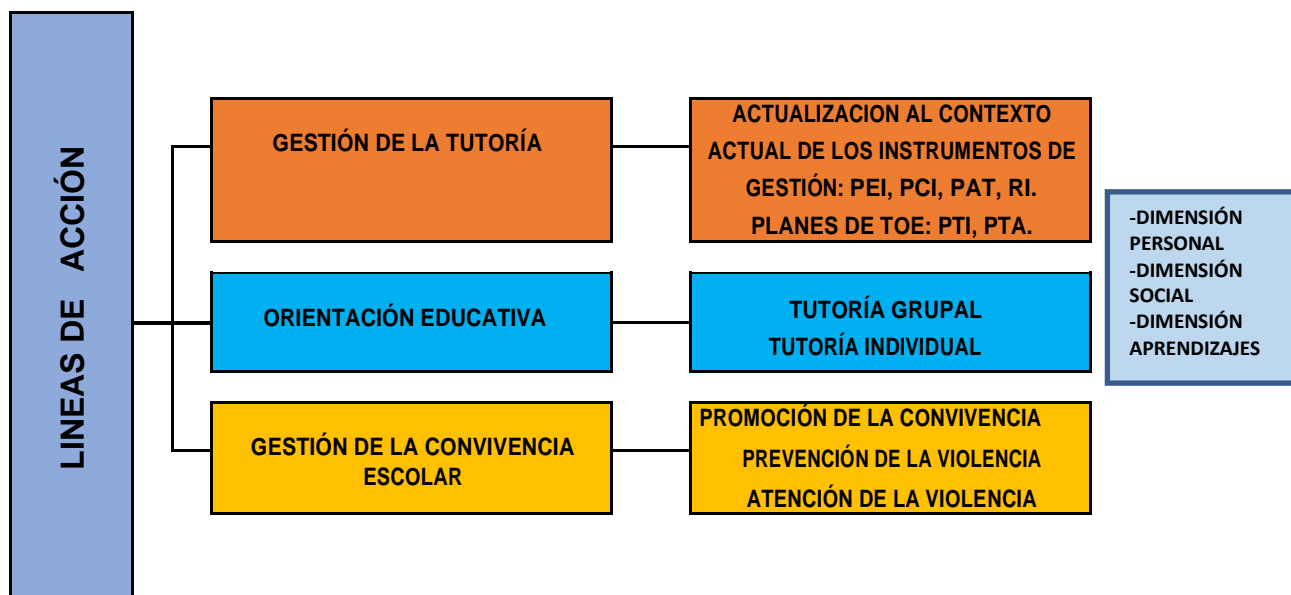 LINEAS DE ACCIÓN
GESTIÓN DE LA TUTORÍA
ACTUALIZACION AL CONTEXTO
ACTUAL DE LOS INSTRUMENTOS DE
GESTIÓN: PEI, PCI, PAT, RI.
PLANES DE TOE: PTI, PTA.
ORIENTACIÓN EDUCATIVA
TUTORÍA GRUPAL
TUTORÍA INDIVIDUAL
GESTIÓN DE LA CONVIVENCIA
ESCOLAR
PROMOCIÓN DE LA CONVIVENCIA
PREVENCIÓN DE LA VIOLENCIA
ATENCIÓN DE LA VIOLENCIA
-DIMENSIÓN
PERSONAL
-DIMENSIÓN
SOCIAL
-DIMENSIÓN
APRENDIZAJES